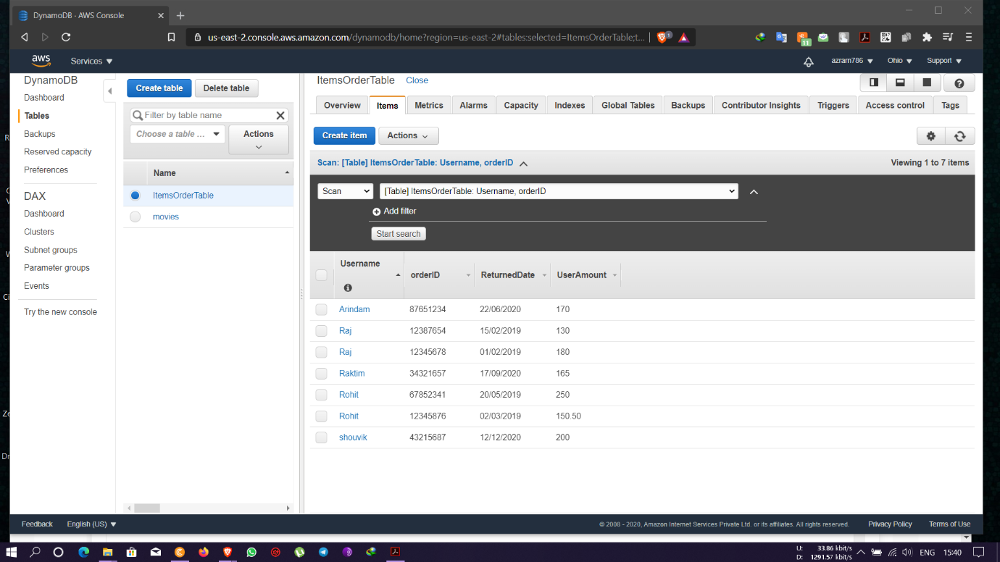 DynamoDB - AWS Console
us-east-2.console.aws.amazon.com/dynamodb/home?region=us-east-2#tables:selected=ItemsOrderTable;t...
1
11
aws Services azram786 Ohio Support
DynamoDB
Dashboard
Tables
Backups
Reserved capacity
Preferences
DAX
Dashboard
Clusters
Subnet groups
Parameter groups
Events
Try the new console
Create table Delete table
Filter by table name
Choose a table ... Actions
Name
ItemsOrderTable
movies
ItemsOrderTable Close
Overview Items Metrics Alarms Capacity Indexes Global Tables Backups Contributor Insights Triggers Access control Tags
Create item Actions
Scan: [Table] ItemsOrderTable: Username, orderID Viewing 1 to 7 items
Scan [Table] ItemsOrderTable: Username, orderID
Add filter
Start search
Username orderID ReturnedDate UserAmount
Arindam 87651234 22/06/2020 170
Raj 12387654 15/02/2019 130
Raj 12345678 01/02/2019 180
Raktim 34321657 17/09/2020 165
Rohit 67852341 20/05/2019 250
Rohit 12345876 02/03/2019 150.50
shouvik 43215687 12/12/2020 200
Feedback English (US) © 2008 - 2020, Amazon Internet Services Private Ltd. or its affiliates. All rights reserved. Privacy Policy Terms of Use
U: 33.86 kbit/s
D: 1291.57 kbit/s
ENG 15:40